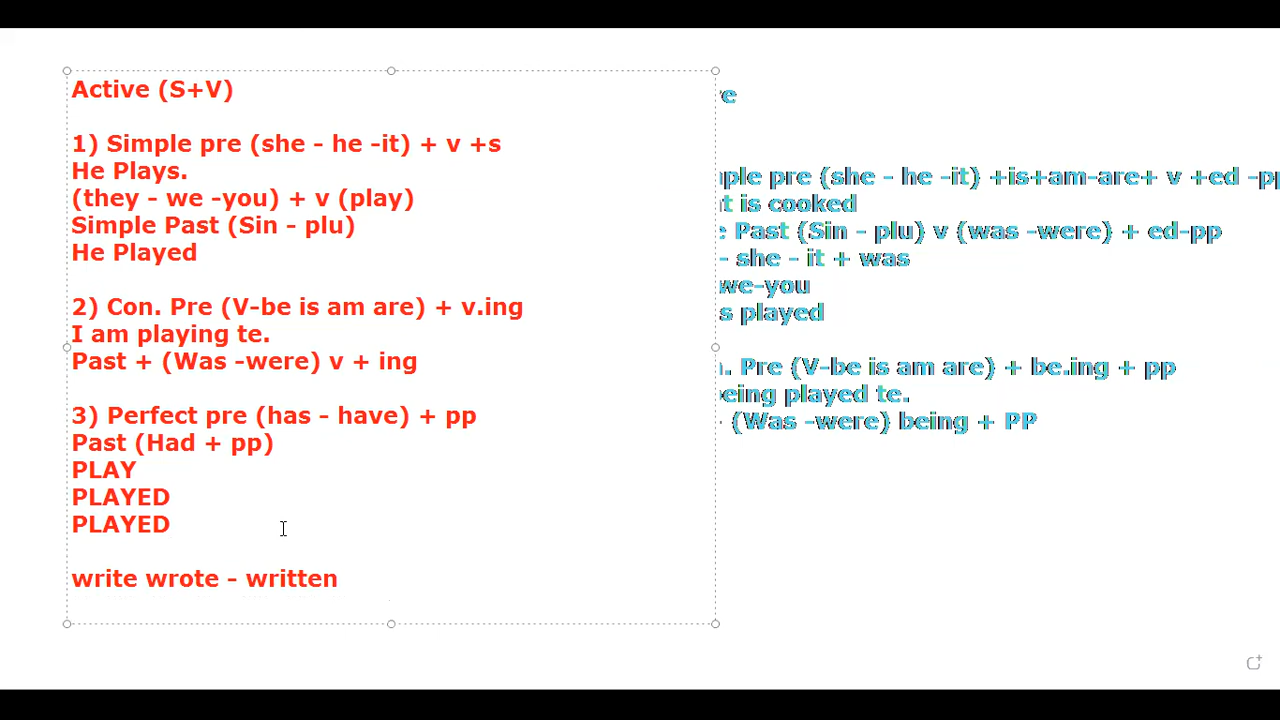 Active (S+V)
1) Simple pre (she - he -it) + v +s
He Plays.
(they - we -you) + v (play)
Simple Past (Sin - plu)
He Played
2) Con. Pre (V-be is am are) + v.ing
I am playing te.
Past + (Was -were) v + ing
3) Perfect pre (has - have) + pp
Past (Had + pp)
PLAY
PLAYED
PLAYED
write wrote - written
pre (she - he -it) +is+am-are+ v +ed -pp
is cooked
Past (Sin - plu) v (was -were) + ed-pp
- she - it + was
we-you
played
Pre (V-be is am are) + be.ing + pp
played te.
(Was -were) being + PP